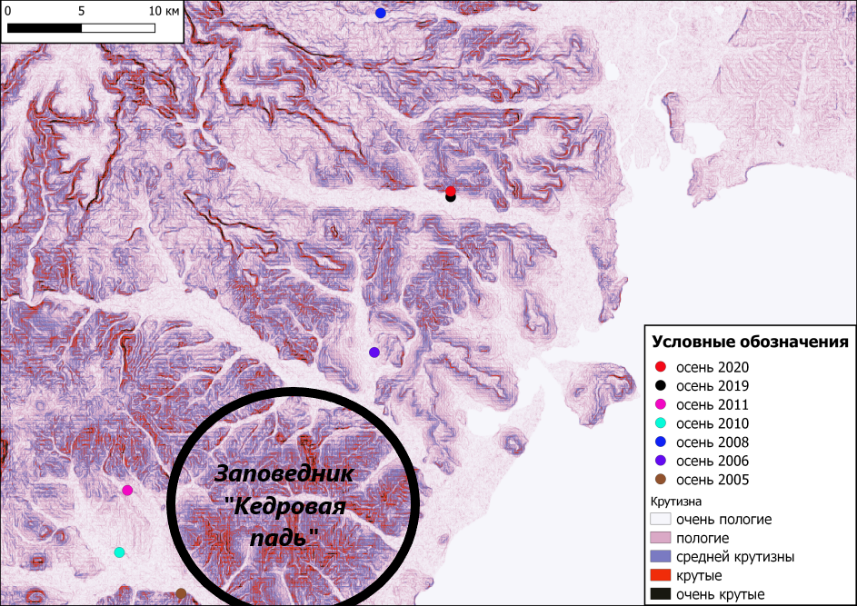 0 5 10 км
Заповедник
"Кедровая
падь"
Условные обозначения
осень 2020
осень 2019
осень 2011
осень 2010
осень 2008
осень 2006
осень 2005
Крутизна
очень пологие
пологие
средней крутизны
крутые
очень крутые